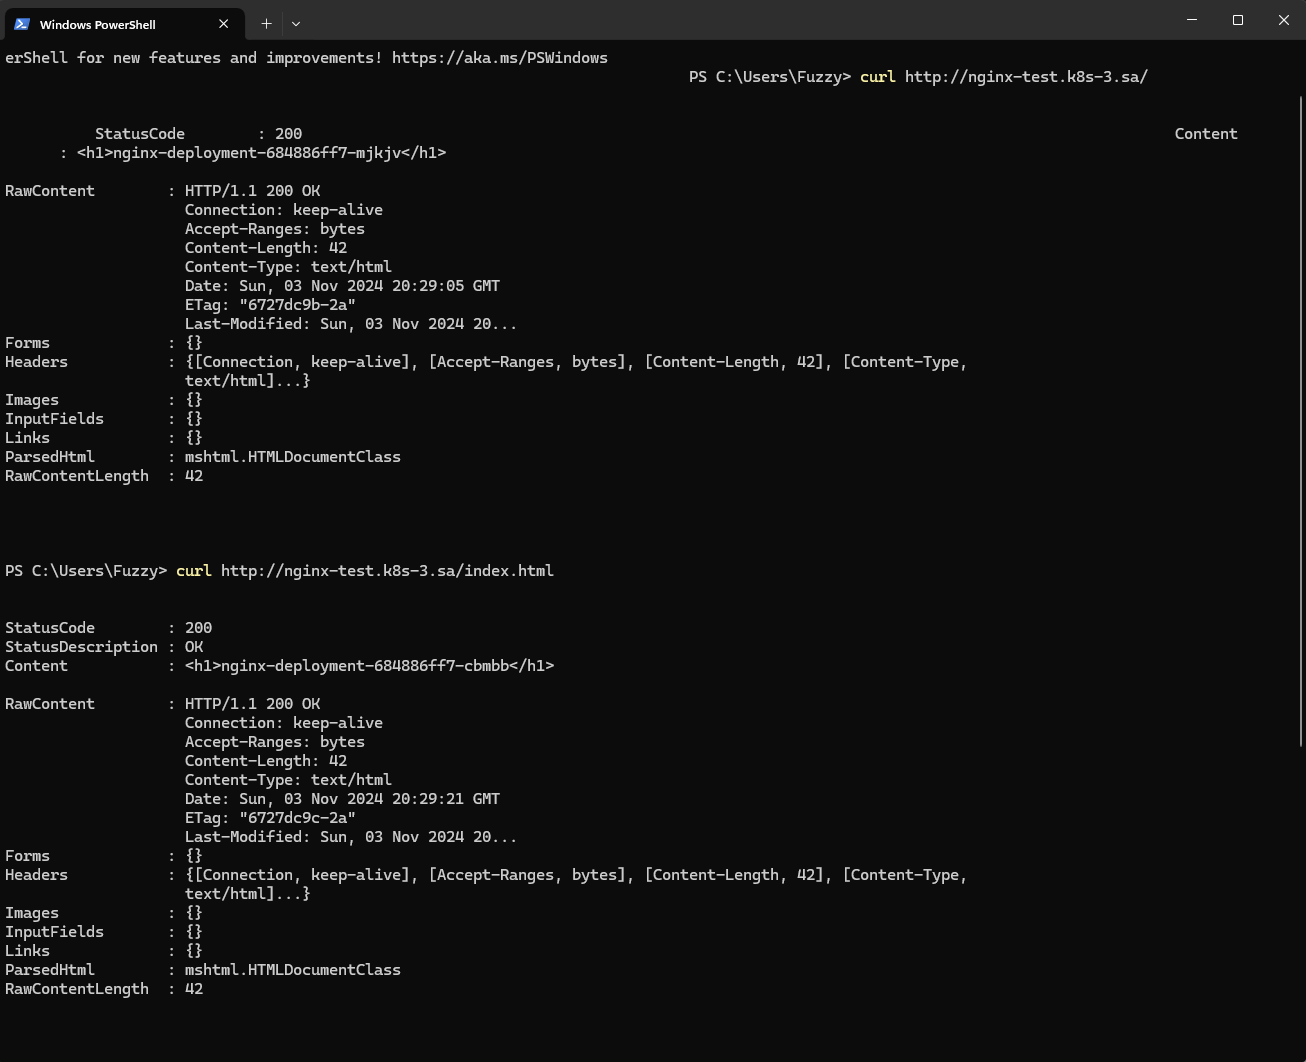 Windows PowerShell
erShell for new features and improvements! https://aka.ms/PSWindows
PS C:\Users\Fuzzy> curl http://nginx-test.k8s-3.sa/
StatusCode : 200 Content
: <h1>nginx-deployment-684886ff7-mjkjv</h1>
RawContent : HTTP/1.1 200 OK
Connection: keep-alive
Accept-Ranges: bytes
Content-Length: 42
Content-Type: text/html
Date: Sun, 03 Nov 2024 20:29:05 GMT
ETag: "6727dc9b-2a"
Last-Modified: Sun, 03 Nov 2024 20...
Forms : {}
Headers : {[Connection, keep-alive], [Accept-Ranges, bytes], [Content-Length, 42], [Content-Type,
text/html]...}
Images : {}
InputFields : {}
Links : {}
ParsedHtml : mshtml.HTMLDocumentClass
RawContentLength : 42
PS C:\Users\Fuzzy> curl http://nginx-test.k8s-3.sa/index.html
StatusCode : 200
StatusDescription : OK
Content : <h1>nginx-deployment-684886ff7-cbmbb</h1>
RawContent : HTTP/1.1 200 OK
Connection: keep-alive
Accept-Ranges: bytes
Content-Length: 42
Content-Type: text/html
Date: Sun, 03 Nov 2024 20:29:21 GMT
ETag: "6727dc9c-2a"
Last-Modified: Sun, 03 Nov 2024 20...
Forms : {}
Headers : {[Connection, keep-alive], [Accept-Ranges, bytes], [Content-Length, 42], [Content-Type,
text/html]...}
Images : {}
InputFields : {}
Links : {}
ParsedHtml : mshtml.HTMLDocumentClass
RawContentLength : 42